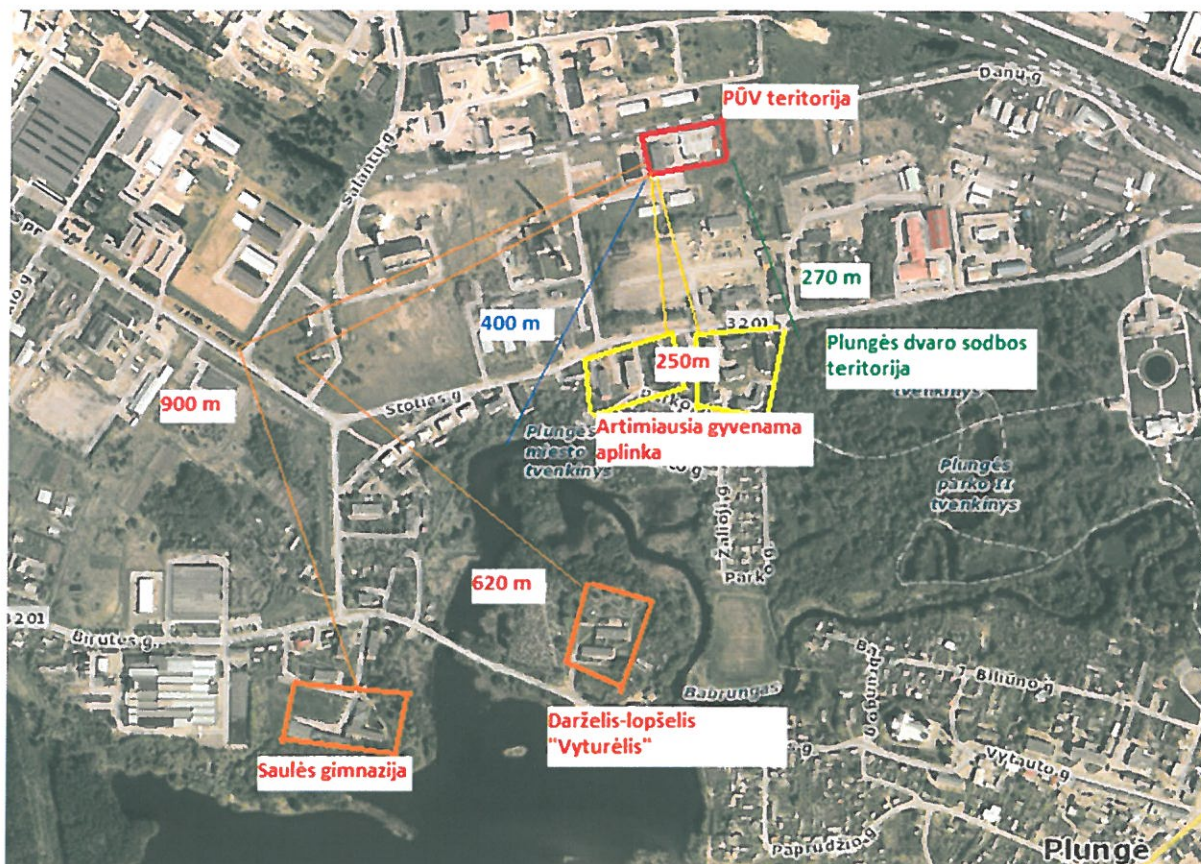 Danų g.
PŪV teritorija
Salantų g.
270 m
3201
400 m
250m
Plungės dvaro sodbos
teritorija
tvenkinys
900 m
Stoties g.
Parko g.
Artimiausia gyvenama
aplinka
Plungės
miesto
tvenkinys
Plungės
parko II
tvenkinys
Žalioji g.
Parko g.
620 m
3201
Birutės g.
Babrungas
J. Biliūno g.
Darželis-lopšelis
"Vyturėlis"
Vytauto g.
Saulės gimnazija
Paprūdžio g.
Plungė